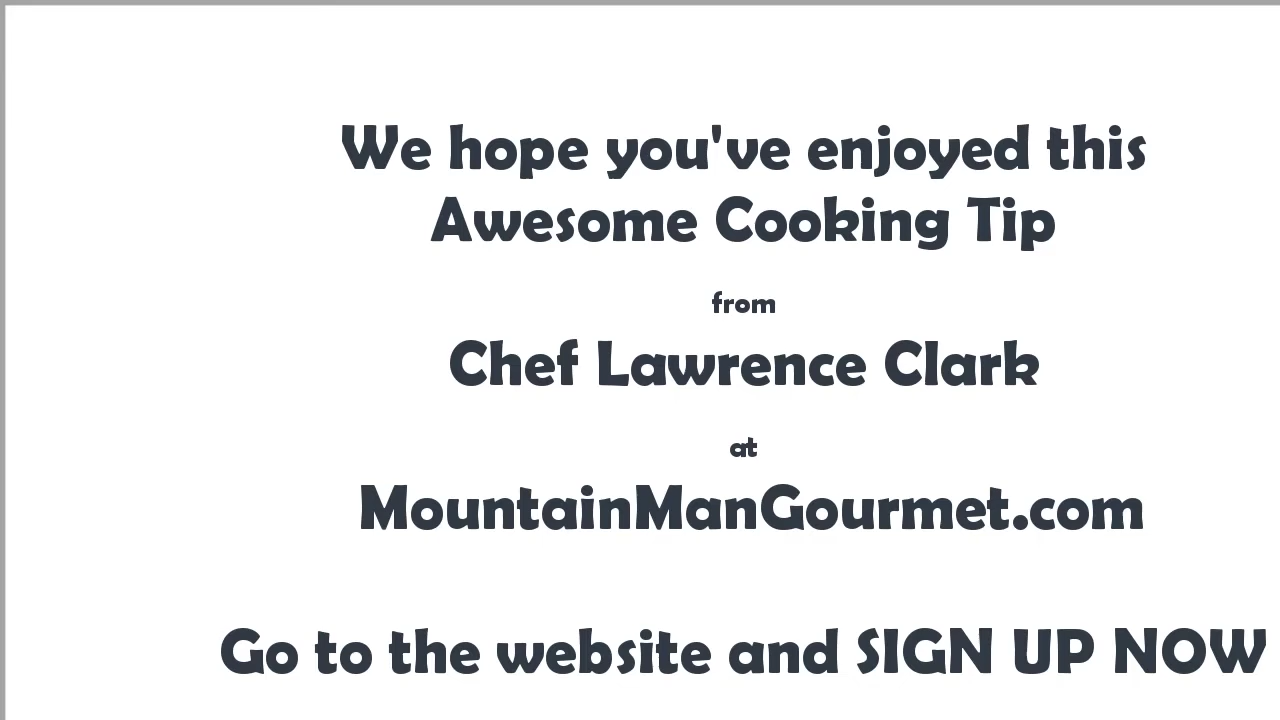 We hope you've enjoyed this
Awesome Cooking Tip
from
Chef Lawrence Clark
at
MountainManGourmet.com
Go to the website and SIGN UP NOW